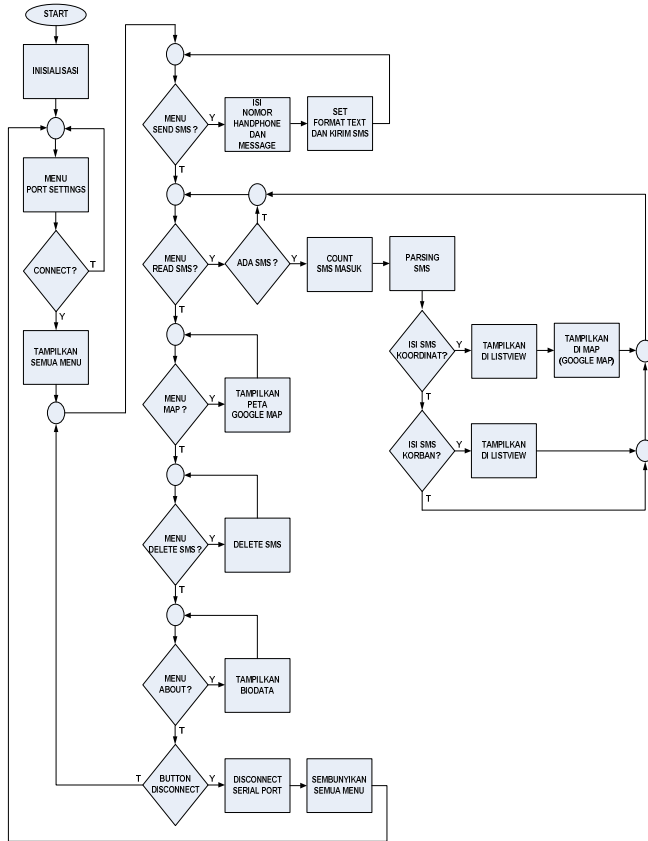 START
INISIALISASI
MENU
PORT SETTINGS
CONNECT?
T
Y
TAMPILKAN
SEMUA MENU
MENU
SEND SMS ?
Y
T
ISI
NOMOR
HANDPHONE
DAN
MESSAGE
SET
FORMAT TEXT
DAN KIRIM SMS
MENU
READ SMS?
Y
T
ADA SMS ?
T
Y
COUNT
SMS MASUK
PARSING
SMS
ISI SMS
KOORDINAT?
Y
T
TAMPILKAN
DI LISTVIEW
TAMPILKAN
DI MAP
(GOOGLE MAP)
ISI SMS
KORBAN?
Y
T
TAMPILKAN
DI LISTVIEW
MENU
MAP ?
Y
T
TAMPILKAN
PETA
GOOGLE MAP
MENU
DELETE SMS ?
Y
T
DELETE SMS
MENU
ABOUT ?
Y
T
TAMPILKAN
BIODATA
BUTTON
DISCONNECT
T
Y
DISCONNECT
SERIAL PORT
SEMBUNYIKAN
SEMUA MENU